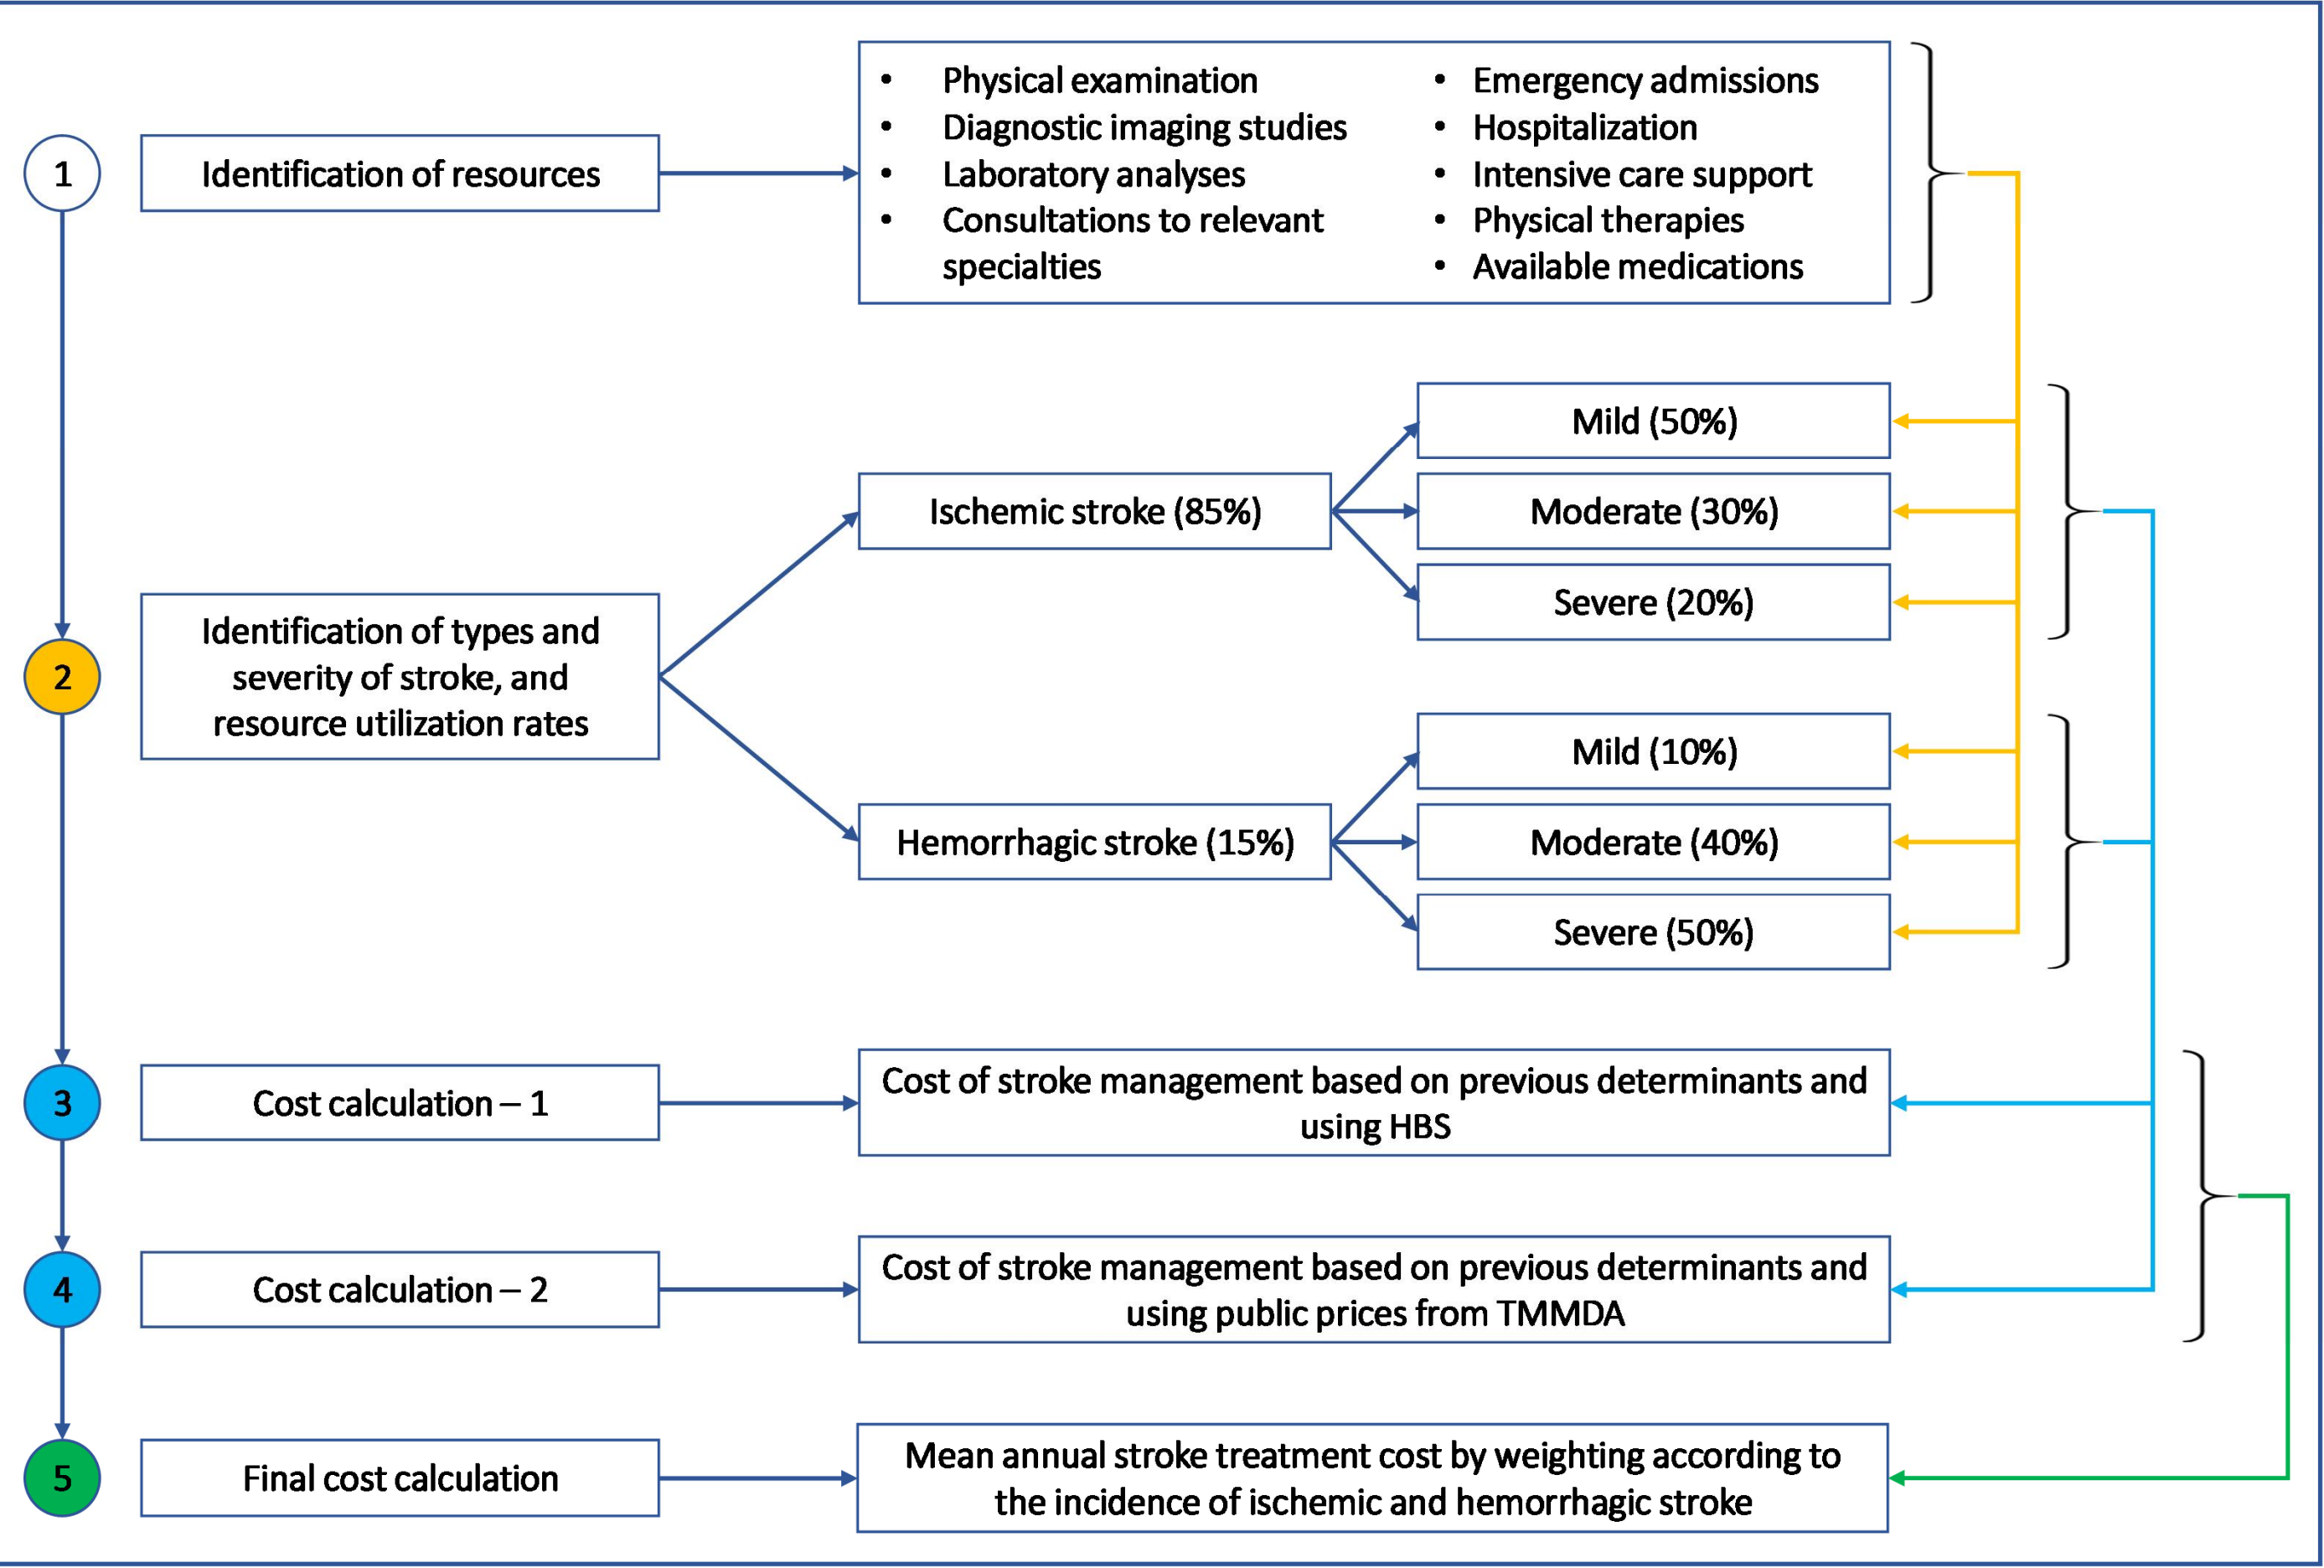 1
Identification of resources
• Physical examination
• Diagnostic imaging studies
• Laboratory analyses
• Consultations to relevant
specialties
• Emergency admissions
• Hospitalization
• Intensive care support
• Physical therapies
• Available medications
2
Identification of types and
severity of stroke, and
resource utilization rates
Ischemic stroke (85%)
Mild (50%)
Moderate (30%)
Severe (20%)
Hemorrhagic stroke (15%)
Mild (10%)
Moderate (40%)
Severe (50%)
3
Cost calculation – 1
Cost of stroke management based on previous determinants and
using HBS
4
Cost calculation – 2
Cost of stroke management based on previous determinants and
using public prices from TMMDA
5
Final cost calculation
Mean annual stroke treatment cost by weighting according to
the incidence of ischemic and hemorrhagic stroke